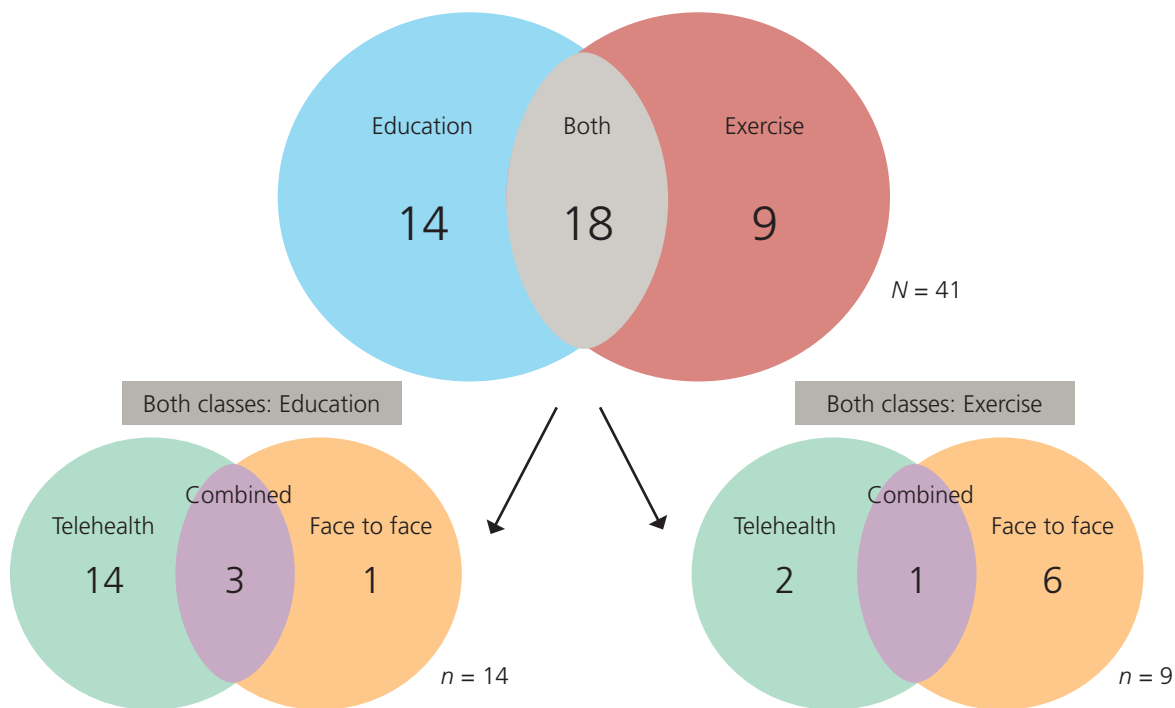 Education Both Exercise
14 18 9
N = 41
Both classes: Education
Both classes: Exercise
Combined
Telehealth Face to face
14 3 1
n = 14
Combined
Telehealth Face to face
2 1 6
n = 9